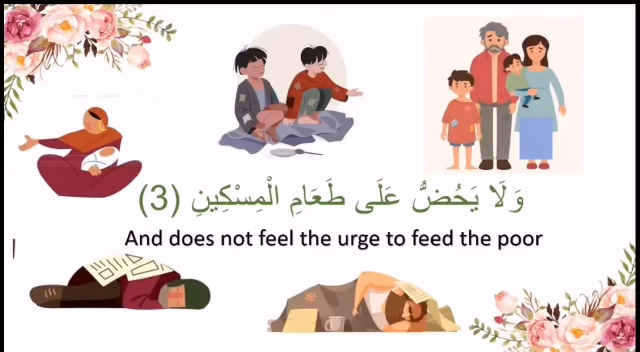 وَلَا يَحُضُّ عَلَى طَعَامِ الْمِسْكِينِ (3)
And does not feel the urge to feed the poor